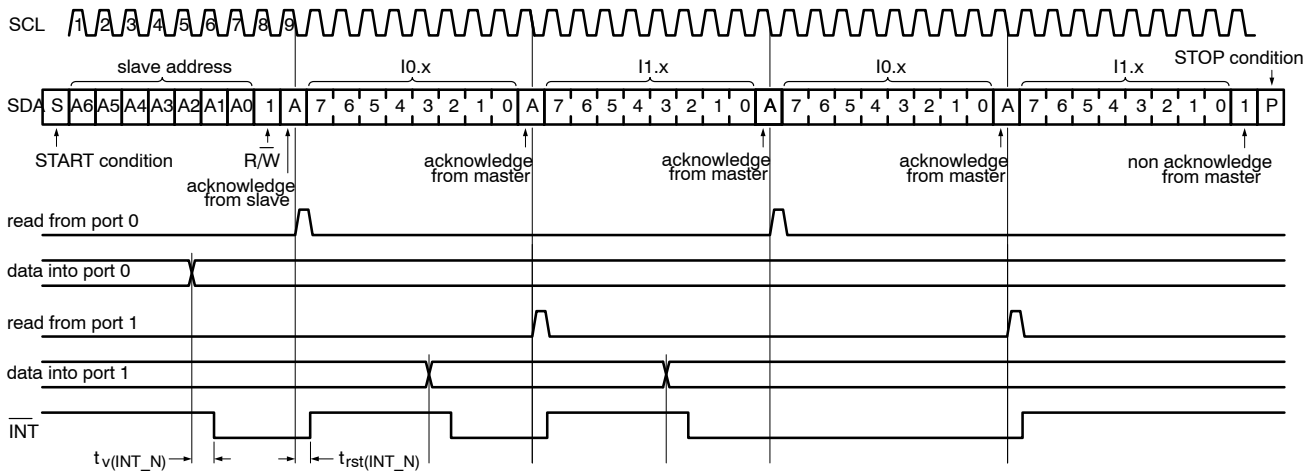 SCL 1 2 3 4 5 6 7 8 9
STOP condition
slave address I0.x I1.x I0.x I1.x
SDA S A6 A5 A4 A3 A2 A1 A0 1 A 7 6 5 4 3 2 1 0 A 7 6 5 4 3 2 1 0 A 7 6 5 4 3 2 1 0 A 7 6 5 4 3 2 1 0 1 P
START condition R/W̅ acknowledge from slave
acknowledge from master
acknowledge from master
acknowledge from master
non acknowledge from master
read from port 0
data into port 0
read from port 1
data into port 1
I̅N̅T̅
tv(INT_N) trst(INT_N)